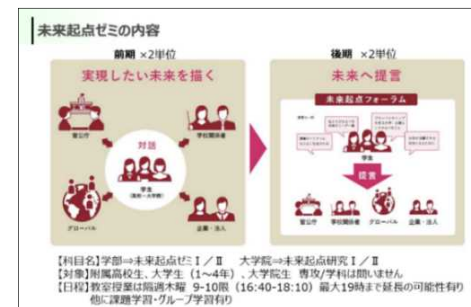 未来起点ゼミの内容
前期 ×2単位
実現したい未来を描く
官公庁
学校関係者
対話
学生
(高校~大学院)
グローバル
企業・法人
後期 ×2単位
未来へ提言
未来起点フォーラム
学生
提言
官公庁
学校関係者
グローバル
企業・法人
【科目名】学部⇒未来起点ゼミⅠ/Ⅱ 大学院⇒未来起点研究Ⅰ/Ⅱ
【対象】附属高校生、大学生(1~4年)、大学院生 専攻/学科は問いません
【日程】教室授業は隔週木曜 9-10限(16:40-18:10)最大19時まで延長の可能性有り
他に課題学習・グループ学習有り